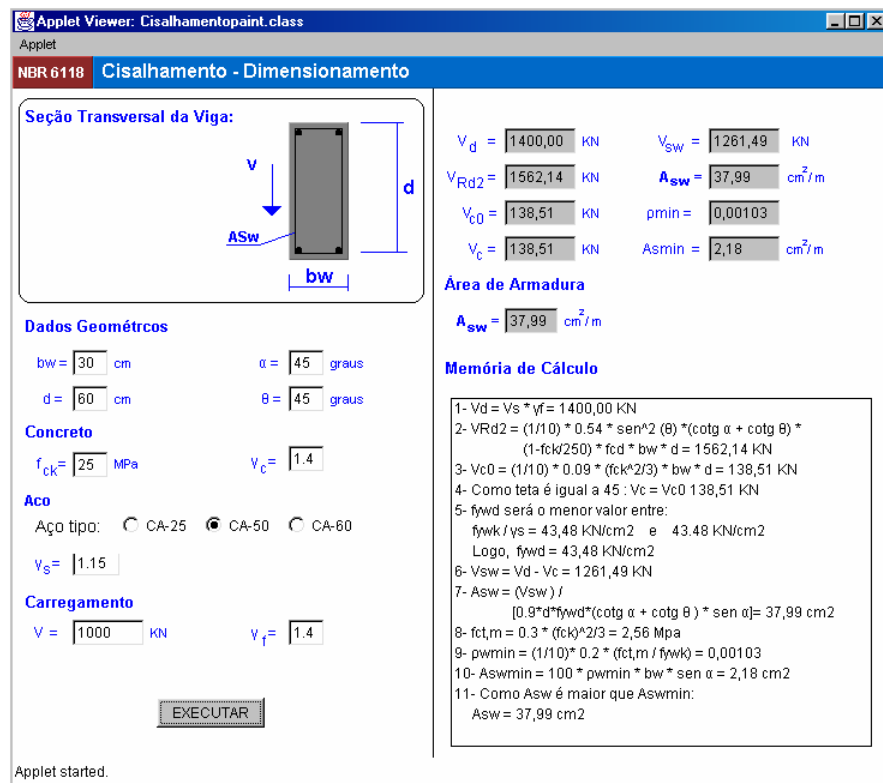 Applet Viewer: Cisalhamentopaint.class
Applet
NBR 6118 Cisalhamento - Dimensionamento
Seção Transversal da Viga:
V
d
ASw
bw
Dados Geométrcos
bw = 30 cm α = 45 graus
d = 60 cm θ = 45 graus
Concreto
fck= 25 MPa γc= 1.4
Aco
Aço tipo: CA-25 CA-50 CA-60
γs= 1.15
Carregamento
V = 1000 KN γf= 1.4
EXECUTAR
Vd = 1400,00 KN Vsw = 1261,49 KN
VRd2 = 1562,14 KN Asw = 37,99 cm²/m
Vc0 = 138,51 KN ρmin = 0,00103
Vc = 138,51 KN Asmin = 2,18 cm²/m
Área de Armadura
Asw = 37,99 cm²/m
Memória de Cálculo
1- Vd = Vs * γf = 1400,00 KN
2- VRd2 = (1/10) * 0.54 * sen^2 (θ) *(cotg α + cotg θ) *
(1-fck/250) * fcd * bw * d = 1562,14 KN
3- Vc0 = (1/10) * 0.09 * (fck^2/3) * bw * d = 138,51 KN
4- Como teta é igual a 45 : Vc = Vc0 138,51 KN
5- fywd será o menor valor entre:
fywk / γs = 43,48 KN/cm2 e 43.48 KN/cm2
Logo, fywd = 43,48 KN/cm2
6- Vsw = Vd - Vc = 1261,49 KN
7- Asw = (Vsw ) /
[0.9*d*fywd*(cotg α + cotg θ ) * sen α]= 37,99 cm2
8- fct,m = 0.3 * (fck)^2/3 = 2,56 Mpa
9- ρwmin = (1/10)* 0.2 * (fct,m / fywk) = 0,00103
10- Aswmin = 100 * ρwmin * bw * sen α = 2,18 cm2
11- Como Asw é maior que Aswmin:
Asw = 37,99 cm2
Applet started.